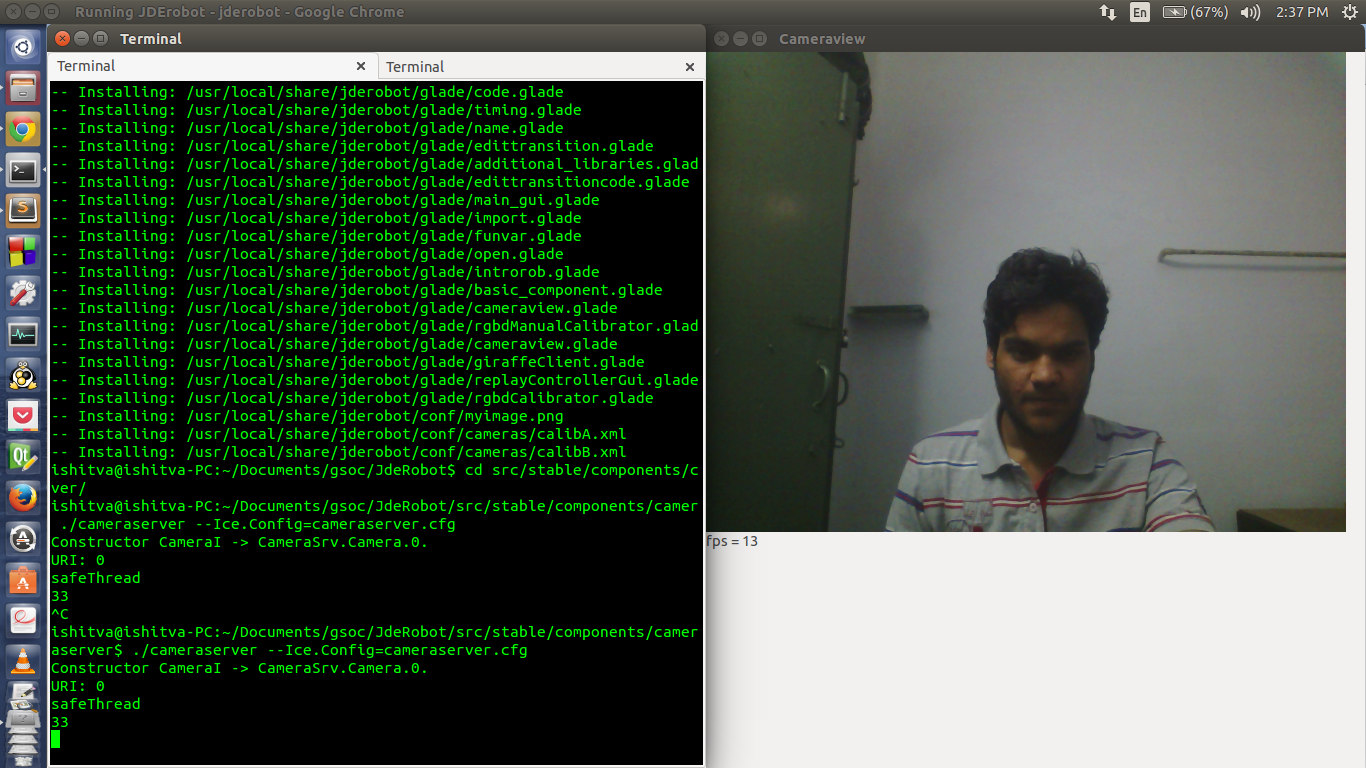 Running JDErobot - jderobot - Google Chrome
En
(67%)
2:37 PM
Terminal
Terminal
Terminal
-- Installing: /usr/local/share/jderobot/glade/code.glade
-- Installing: /usr/local/share/jderobot/glade/timing.glade
-- Installing: /usr/local/share/jderobot/glade/name.glade
-- Installing: /usr/local/share/jderobot/glade/edittransition.glade
-- Installing: /usr/local/share/jderobot/glade/additional_libraries.glad
-- Installing: /usr/local/share/jderobot/glade/edittransitioncode.glade
-- Installing: /usr/local/share/jderobot/glade/main_gui.glade
-- Installing: /usr/local/share/jderobot/glade/import.glade
-- Installing: /usr/local/share/jderobot/glade/funvar.glade
-- Installing: /usr/local/share/jderobot/glade/open.glade
-- Installing: /usr/local/share/jderobot/glade/introrob.glade
-- Installing: /usr/local/share/jderobot/glade/basic_component.glade
-- Installing: /usr/local/share/jderobot/glade/cameraview.glade
-- Installing: /usr/local/share/jderobot/glade/rgbdManualCalibrator.glad
-- Installing: /usr/local/share/jderobot/glade/cameraview.glade
-- Installing: /usr/local/share/jderobot/glade/giraffeClient.glade
-- Installing: /usr/local/share/jderobot/glade/replayControllerGui.glade
-- Installing: /usr/local/share/jderobot/glade/rgbdCalibrator.glade
-- Installing: /usr/local/share/jderobot/conf/myimage.png
-- Installing: /usr/local/share/jderobot/conf/cameras/calibA.xml
-- Installing: /usr/local/share/jderobot/conf/cameras/calibB.xml
ishitva@ishitva-PC:~/Documents/gsoc/JdeRobot$ cd src/stable/components/c
ver/
ishitva@ishitva-PC:~/Documents/gsoc/JdeRobot/src/stable/components/camer
./cameraserver --Ice.Config=cameraserver.cfg
Constructor CameraI -> CameraSrv.Camera.0.
URI: 0
safeThread
33
^C
ishitva@ishitva-PC:~/Documents/gsoc/JdeRobot/src/stable/components/camer
aserver$ ./cameraserver --Ice.Config=cameraserver.cfg
Constructor CameraI -> CameraSrv.Camera.0.
URI: 0
safeThread
33
Cameraview
fps = 13